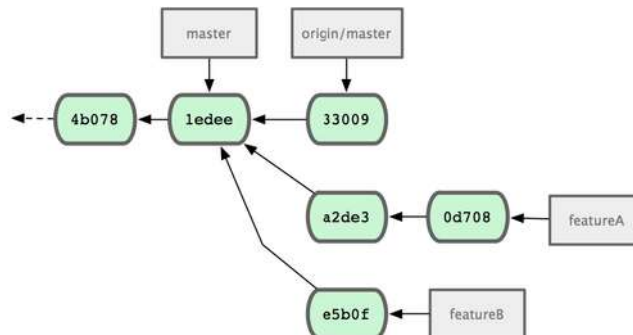 master
origin/master
4b078
1edee
33009
a2de3
0d708
featureA
e5b0f
featureB